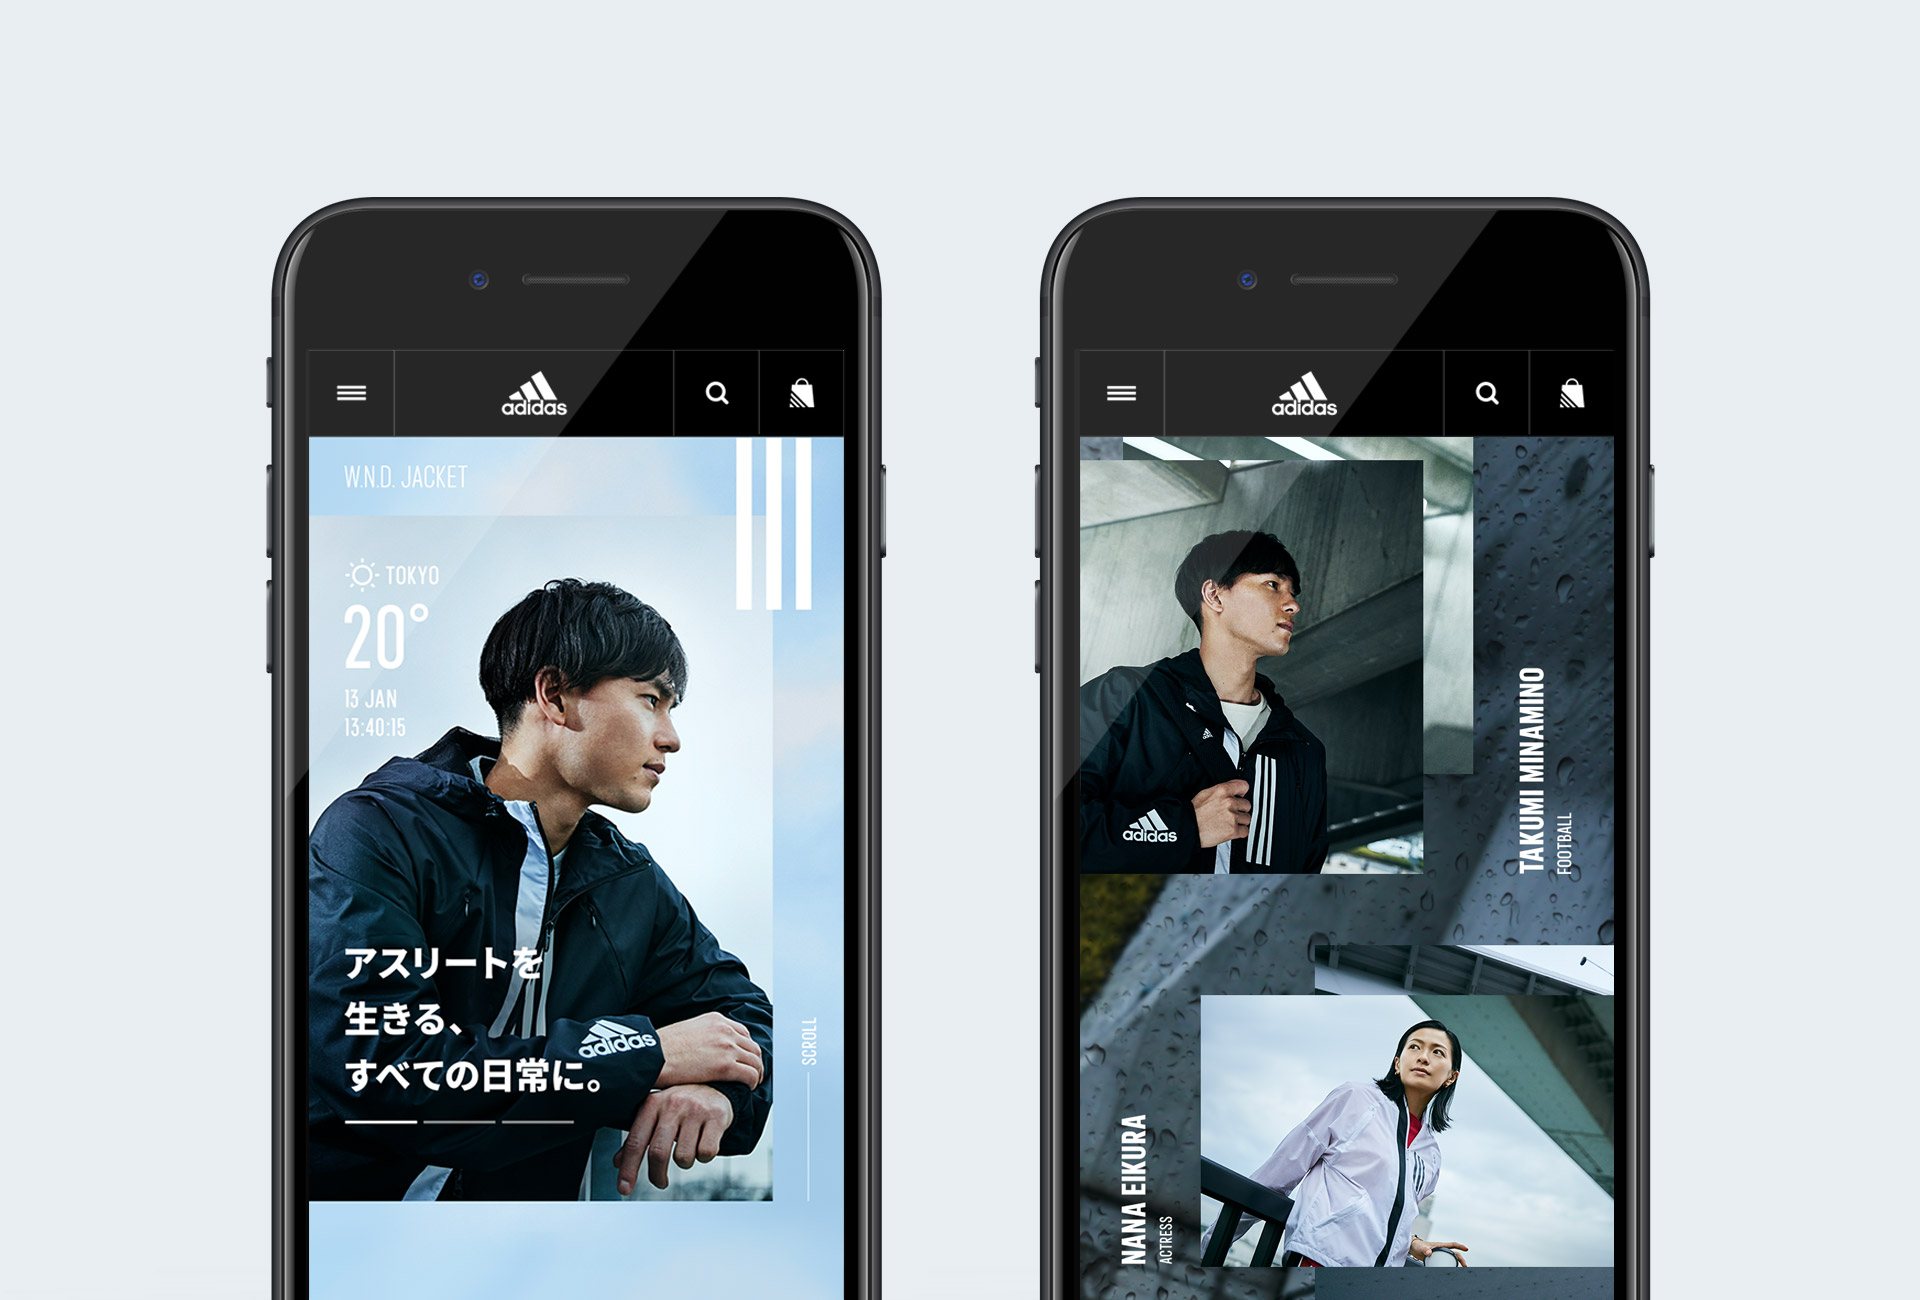 adidas
W.N.D. JACKET
TOKYO
20°
13 JAN
13:40:15
アスリートを
生きる、
すべての日常に。
adidas
SCROLL
adidas
adidas
TAKUMI MINAMINO
FOOTBALL
NANA EIKURA
ACTRESS